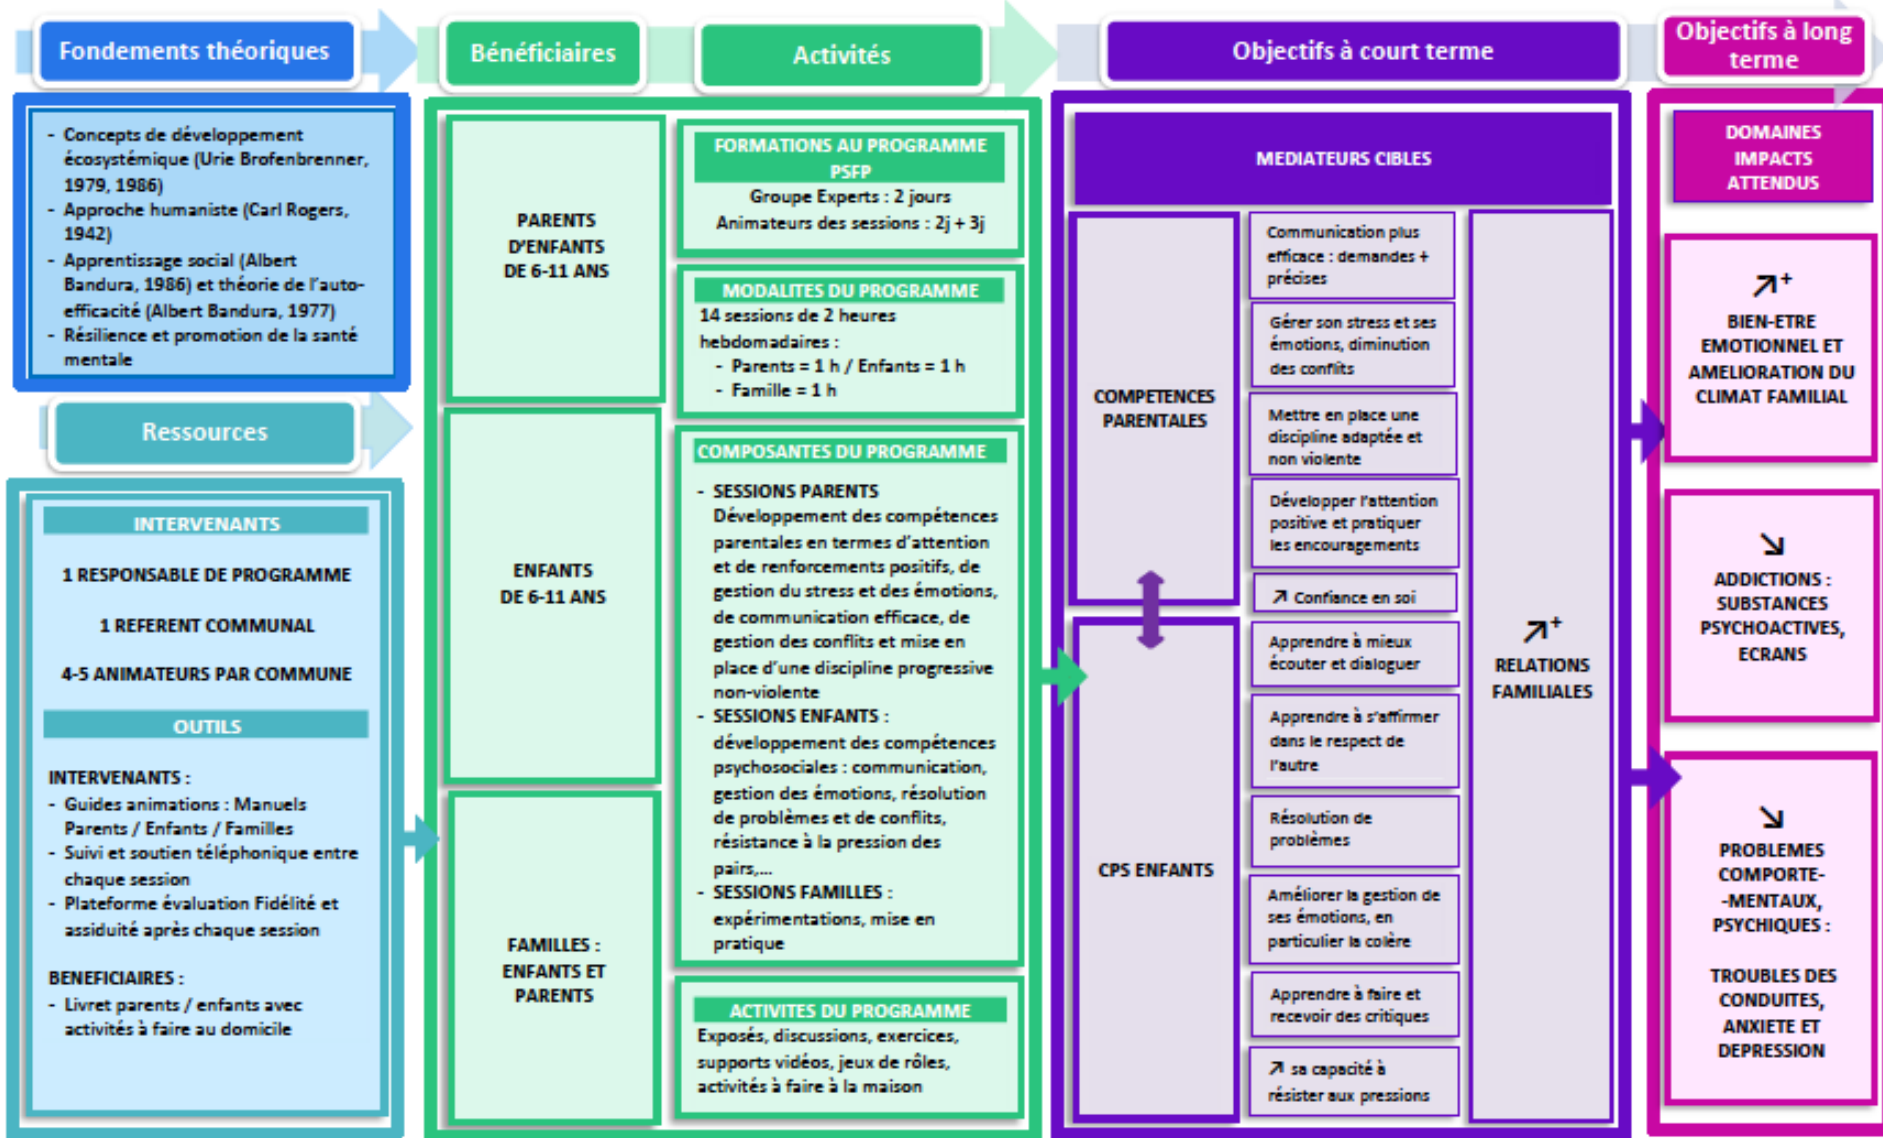 Fondements théoriques
- Concepts de développement
écosystémique (Urie Brofenbrenner,
1979, 1986)
- Approche humaniste (Carl Rogers,
1942)
- Apprentissage social (Albert
Bandura, 1986) et théorie de l'auto-
efficacité (Albert Bandura, 1977)
- Résilience et promotion de la santé
mentale
Ressources
INTERVENANTS
1 RESPONSABLE DE PROGRAMME
1 REFERENT COMMUNAL
4-5 ANIMATEURS PAR COMMUNE
OUTILS
INTERVENANTS :
- Guides animations : Manuels
Parents / Enfants / Familles
- Suivi et soutien téléphonique entre
chaque session
- Plateforme évaluation Fidélité et
assiduité après chaque session
BENEFICIAIRES :
- Livret parents / enfants avec
activités à faire au domicile
Bénéficiaires
PARENTS
D'ENFANTS
DE 6-11 ANS
ENFANTS
DE 6-11 ANS
FAMILLES :
ENFANTS ET
PARENTS
Activités
FORMATIONS AU PROGRAMME
PSFP
Groupe Experts : 2 jours
Animateurs des sessions : 2j + 3j
MODALITES DU PROGRAMME
14 sessions de 2 heures
hebdomadaires :
- Parents = 1 h / Enfants = 1 h
- Famille = 1 h
COMPOSANTES DU PROGRAMME
- SESSIONS PARENTS
Développement des compétences
parentales en termes d'attention
et de renforcements positifs, de
gestion du stress et des émotions,
de communication efficace, de
gestion des conflits et mise en
place d'une discipline progressive
non-violente
- SESSIONS ENFANTS :
développement des compétences
psychosociales : communication,
gestion des émotions, résolution
de problèmes et de conflits,
résistance à la pression des
pairs,...
- SESSIONS FAMILLES :
expérimentations, mise en
pratique
ACTIVITES DU PROGRAMME
Exposés, discussions, exercices,
supports vidéos, jeux de rôles,
activités à faire à la maison
Objectifs à court terme
MEDIATEURS CIBLES
COMPETENCES
PARENTALES
Communication plus
efficace : demandes +
précises
Gérer son stress et ses
émotions, diminution
des conflits
Mettre en place une
discipline adaptée et
non violente
Développer l'attention
positive et pratiquer
les encouragements
↗ Confiance en soi
CPS ENFANTS
Apprendre à mieux
écouter et dialoguer
Apprendre à s'affirmer
dans le respect de
l'autre
Résolution de
problèmes
Améliorer la gestion de
ses émotions, en
particulier la colère
Apprendre à faire et
recevoir des critiques
↗ sa capacité à
résister aux pressions
↗+
RELATIONS
FAMILIALES
Objectifs à long
terme
DOMAINES
IMPACTS
ATTENDUS
↗+
BIEN-ETRE
EMOTIONNEL ET
AMELIORATION DU
CLIMAT FAMILIAL
↘
ADDICTIONS :
SUBSTANCES
PSYCHOACTIVES,
ECRANS
↘
PROBLEMES
COMPORTE-
-MENTAUX,
PSYCHIQUES :
TROUBLES DES
CONDUITES,
ANXIETE ET
DEPRESSION